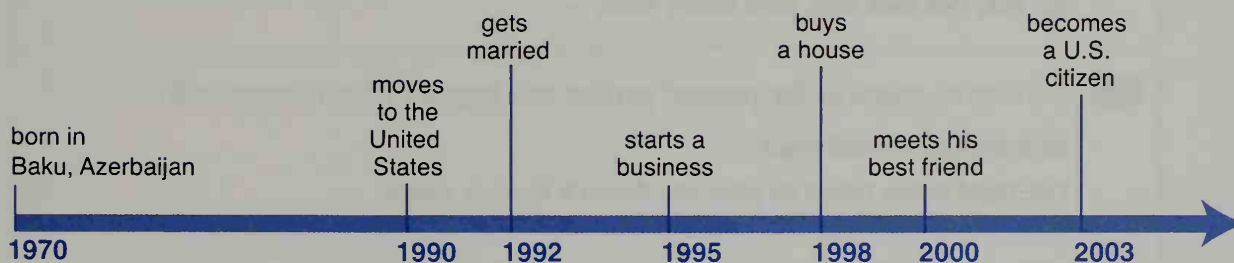 born in
Baku, Azerbaijan
moves
to the
United
States
gets
married
starts a
business
buys
a house
meets his
best friend
becomes
a U.S.
citizen
1970
1990
1992
1995
1998
2000
2003